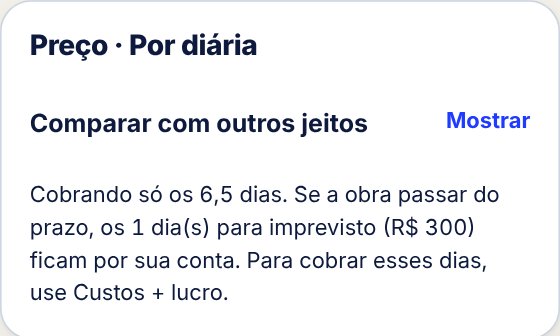 Preço · Por diária
Comparar com outros jeitos
Mostrar
Cobrando só os 6,5 dias. Se a obra passar do
prazo, os 1 dia(s) para imprevisto (R$ 300)
ficam por sua conta. Para cobrar esses dias,
use Custos + lucro.